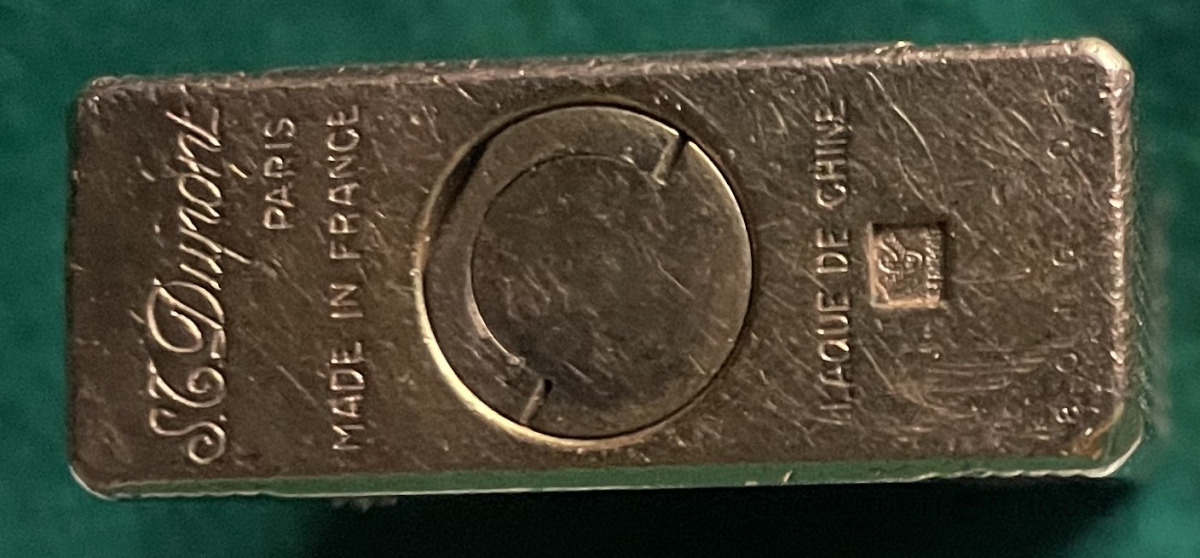 S.T. Dupont
PARIS
MADE IN FRANCE
LAQUE DE CHINE